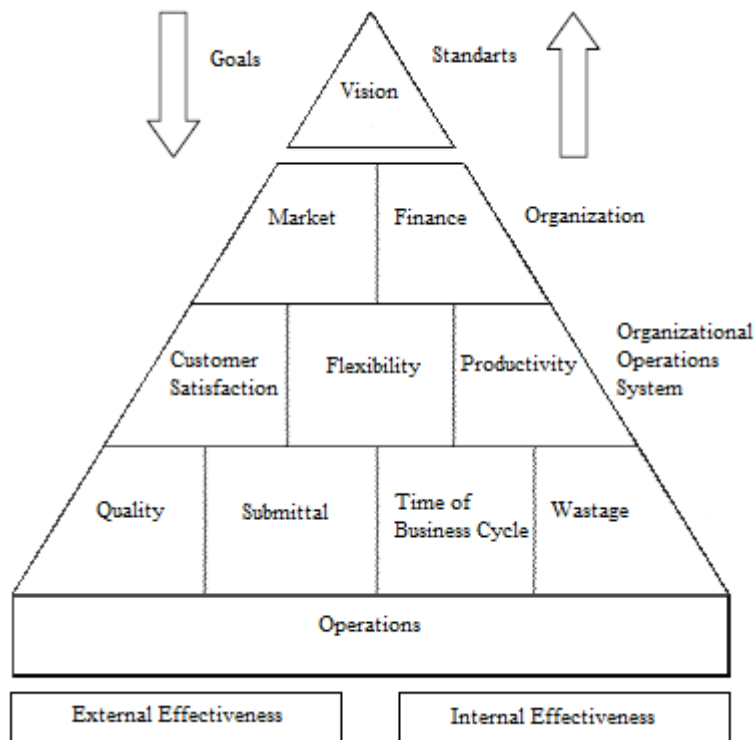 Goals
Standarts
Vision
Market
Finance
Organization
Customer
Satisfaction
Flexibility
Productivity
Organizational
Operations
System
Quality
Submittal
Time of
Business Cycle
Wastage
Operations
External Effectiveness
Internal Effectiveness